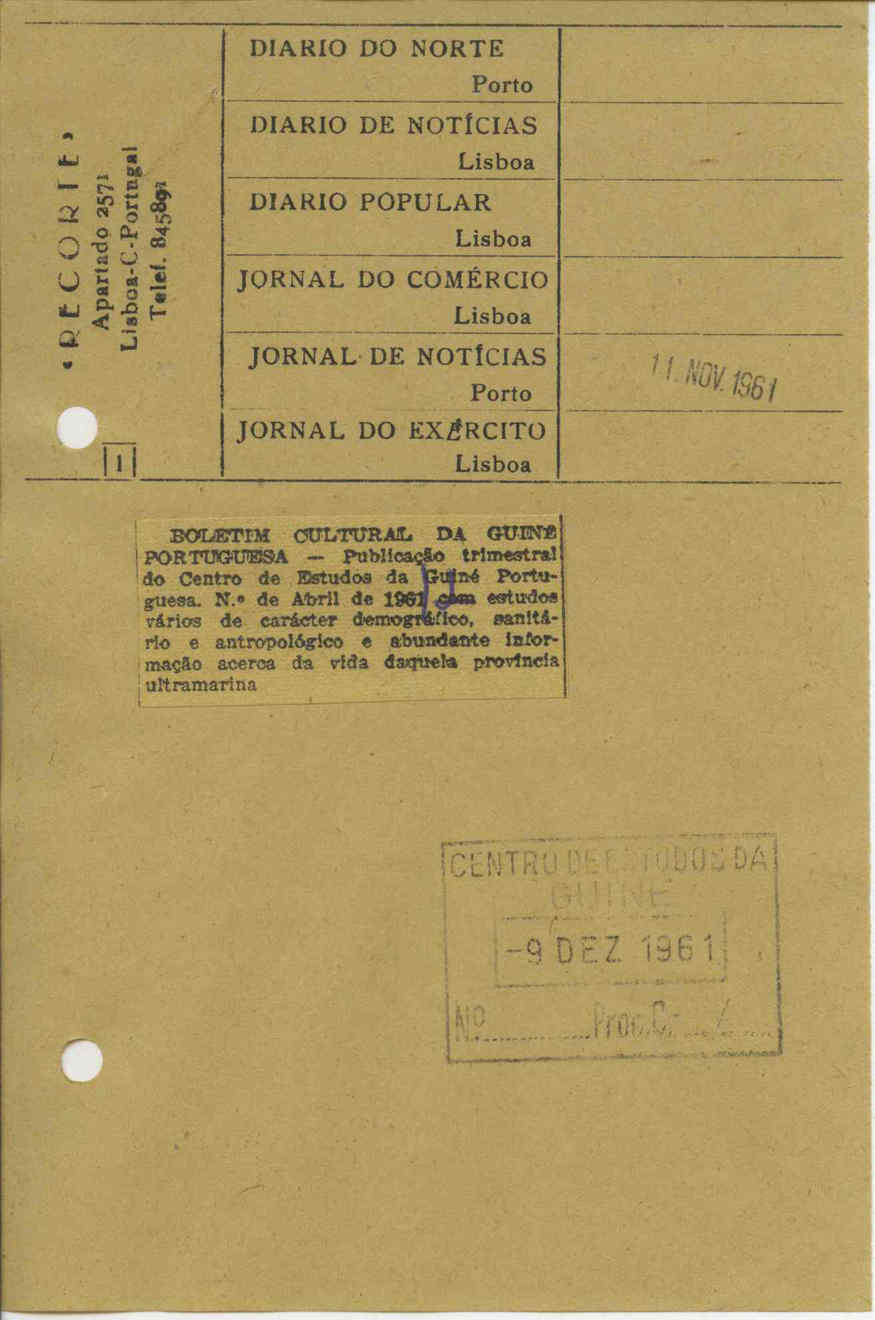 «RECORTE»
Apartado 2571
Lisboa-C-Portugal
Telef. 845891
1
DIARIO DO NORTE
Porto
DIARIO DE NOTÍCIAS
Lisboa
DIARIO POPULAR
Lisboa
JORNAL DO COMÉRCIO
Lisboa
JORNAL DE NOTÍCIAS
Porto
11. NOV. 1961
JORNAL DO EXÉRCITO
Lisboa
BOLETIM CULTURAL DA GUINÉ
PORTUGUESA — Publicação trimestral
do Centro de Estudos da Guiné Portu-
guesa. N.º de Abril de 1961 com estudos
vários de carácter demográfico, sanitá-
rio e antropológico e abundante infor-
mação acerca da vida daquela província
ultramarina
CENTRO DE ESTUDOS DA
GUINÉ
-9 DEZ 1961
Nº Proc.C. /